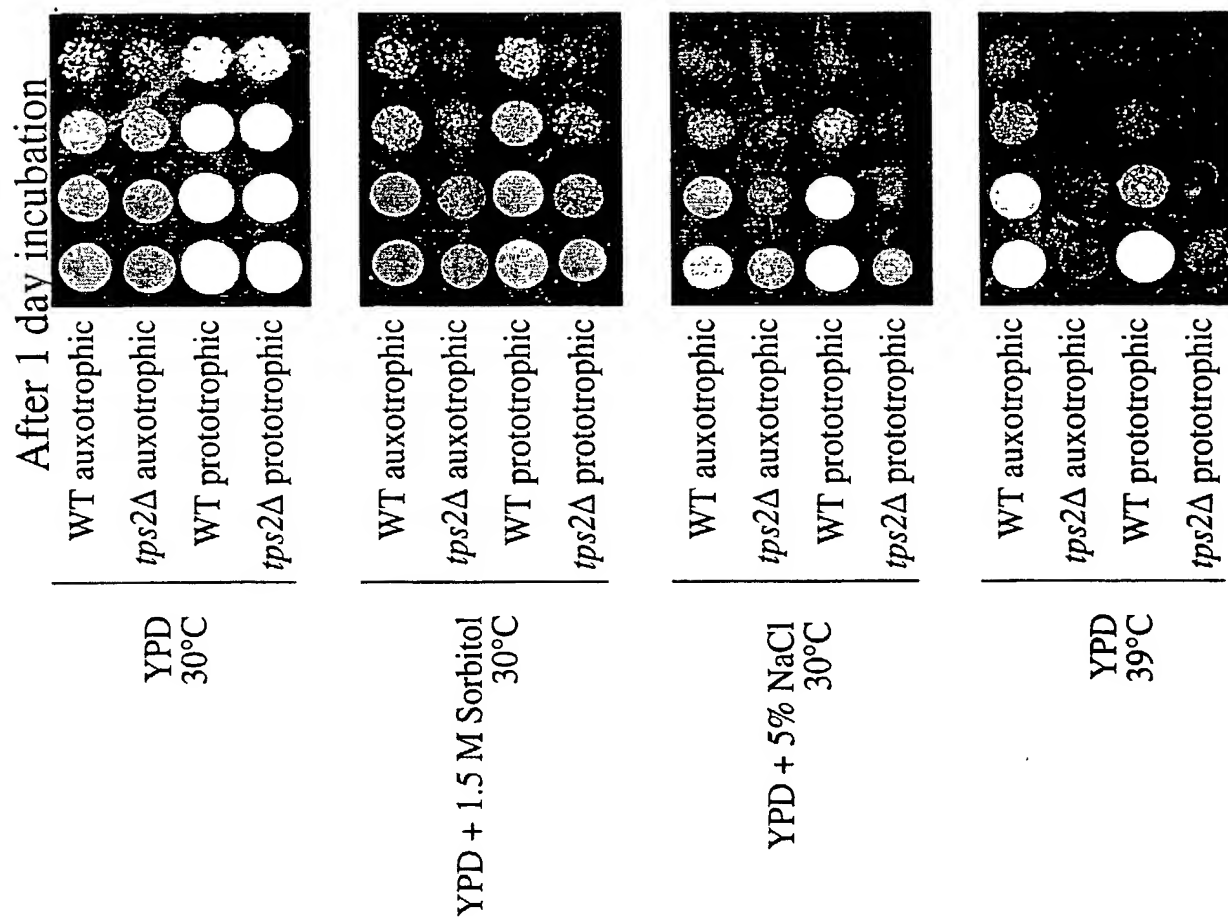 After 1 day incubation
YPD
30°C
WT auxotrophic
tps2Δ auxotrophic
WT prototrophic
tps2Δ prototrophic
YPD + 1.5 M Sorbitol
30°C
WT auxotrophic
tps2Δ auxotrophic
WT prototrophic
tps2Δ prototrophic
YPD + 5% NaCl
30°C
WT auxotrophic
tps2Δ auxotrophic
WT prototrophic
tps2Δ prototrophic
YPD
39°C
WT auxotrophic
tps2Δ auxotrophic
WT prototrophic
tps2Δ prototrophic